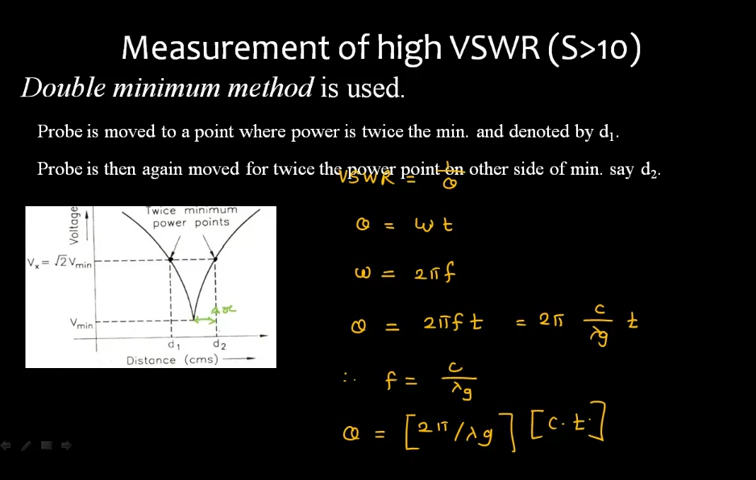 Measurement of high VSWR (S>10)
Double minimum method is used.
Probe is moved to a point where power is twice the min. and denoted by d₁.
Probe is then again moved for twice the power point on other side of min. say d₂.
VSWR = 1/θ
θ = ωt
ω = 2πf
θ = 2πft = 2π c/λg t
∴ f = c/λg
θ = [2π/λg] [c.t.]
Voltage
Twice minimum
power points
Vx = √2 Vmin
Δx
Vmin
d₁ d₂
Distance (cms)